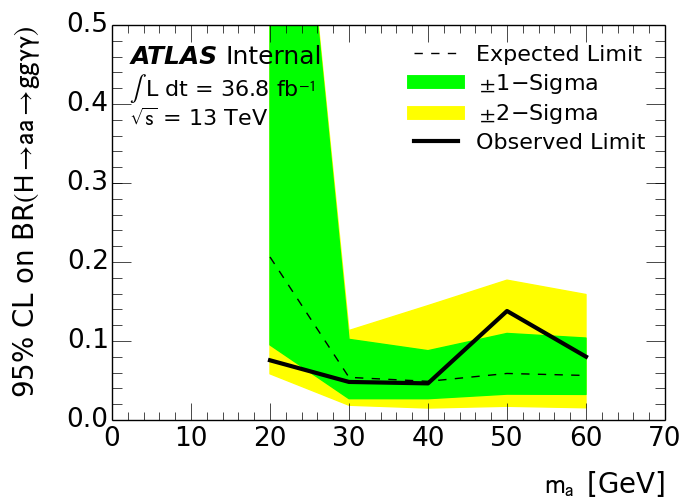 95% CL on BR(H→aa→ggγγ)
0.5
0.4
0.3
0.2
0.1
0.0
ATLAS Internal
∫L dt = 36.8 fb⁻¹
√s = 13 TeV
Expected Limit
±1−Sigma
±2−Sigma
Observed Limit
0 10 20 30 40 50 60 70
mₐ [GeV]